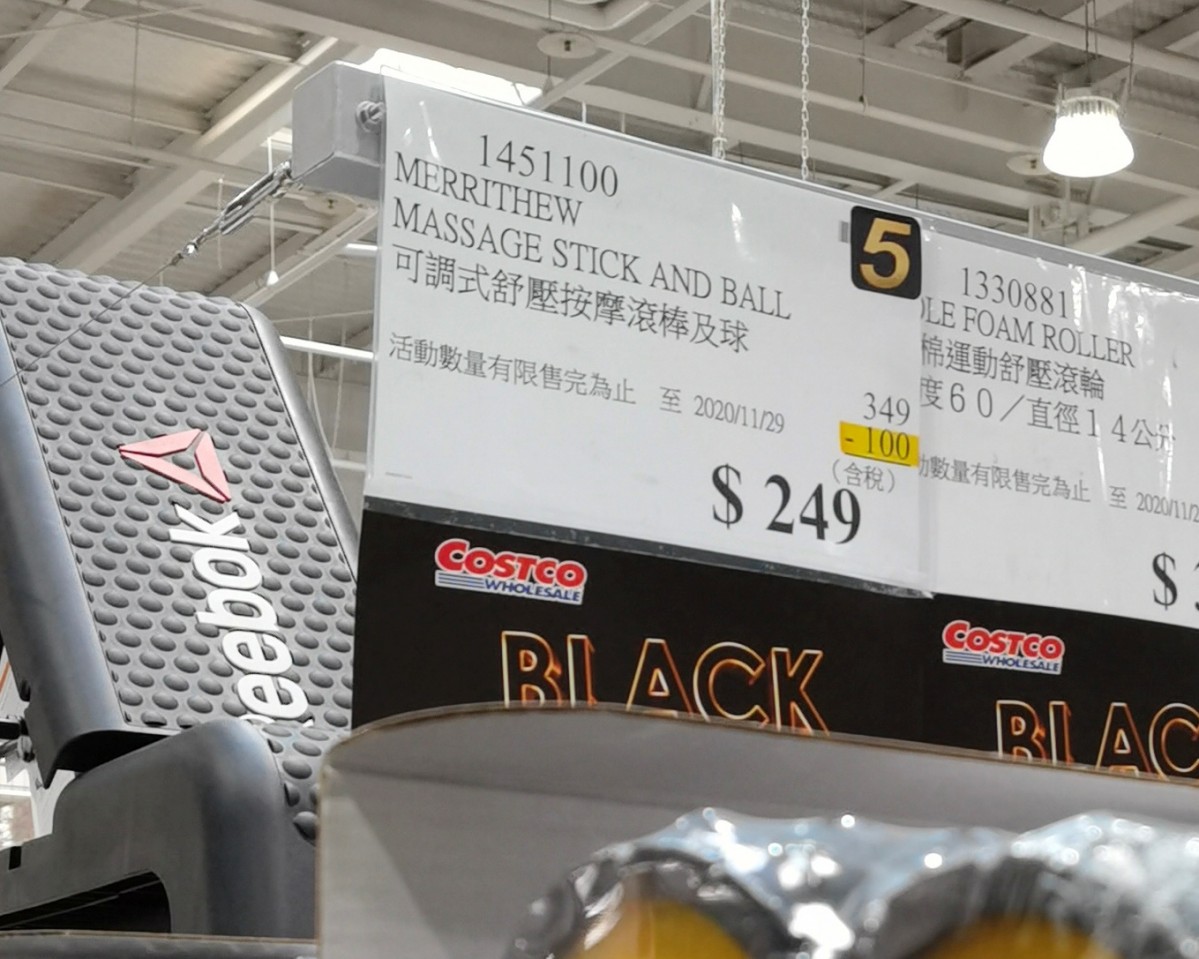 1451100
MERRITHEW
MASSAGE STICK AND BALL
可調式舒壓按摩滾棒及球
活動數量有限售完為止 至 2020/11/29
349
- 100
(含稅)
$ 249
5
1330881
FOAM ROLLER
棉運動舒壓滾輪
度60/直徑14公分
數量有限售完為止 至 2020/11/2
$
COSTCO
WHOLESALE
BLACK
COSTCO
WHOLESALE
BLAC
Reebok